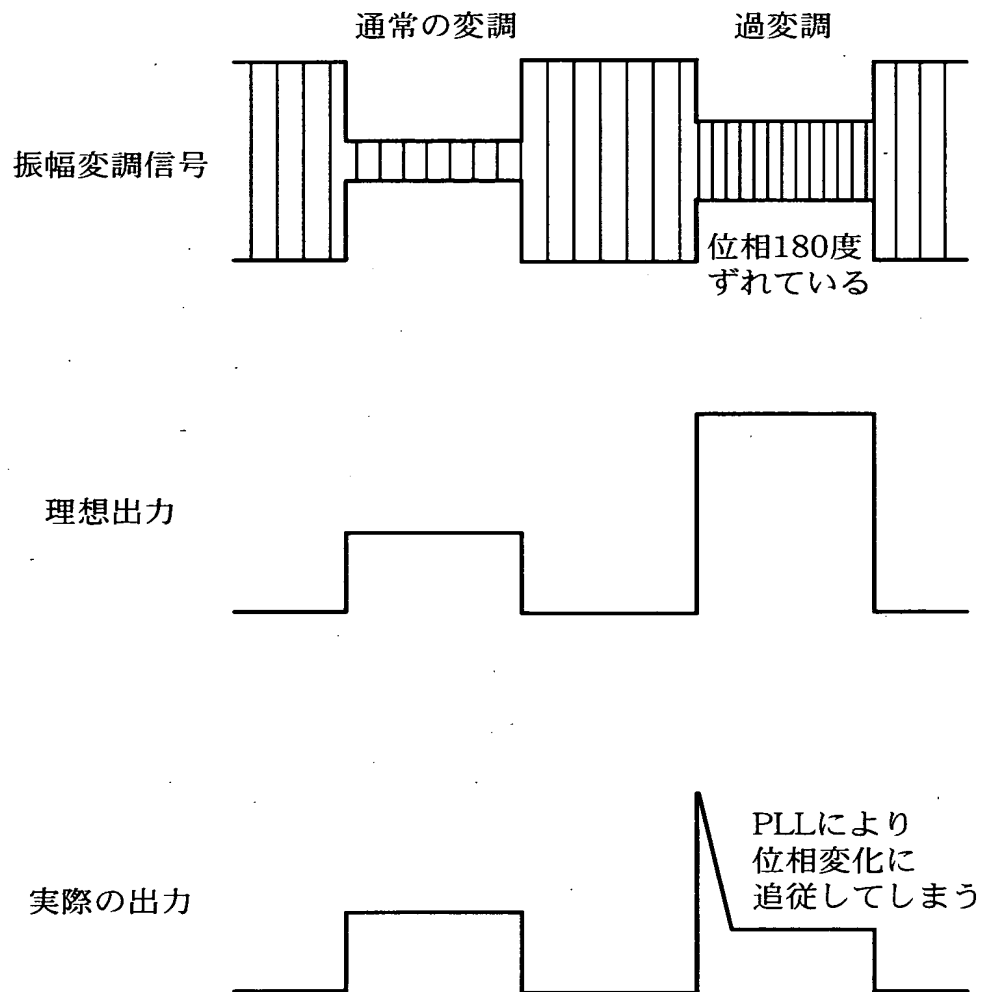 通常の変調
過変調
振幅変調信号
位相180度
ずれている
理想出力
実際の出力
PLLにより
位相変化に
追従してしまう